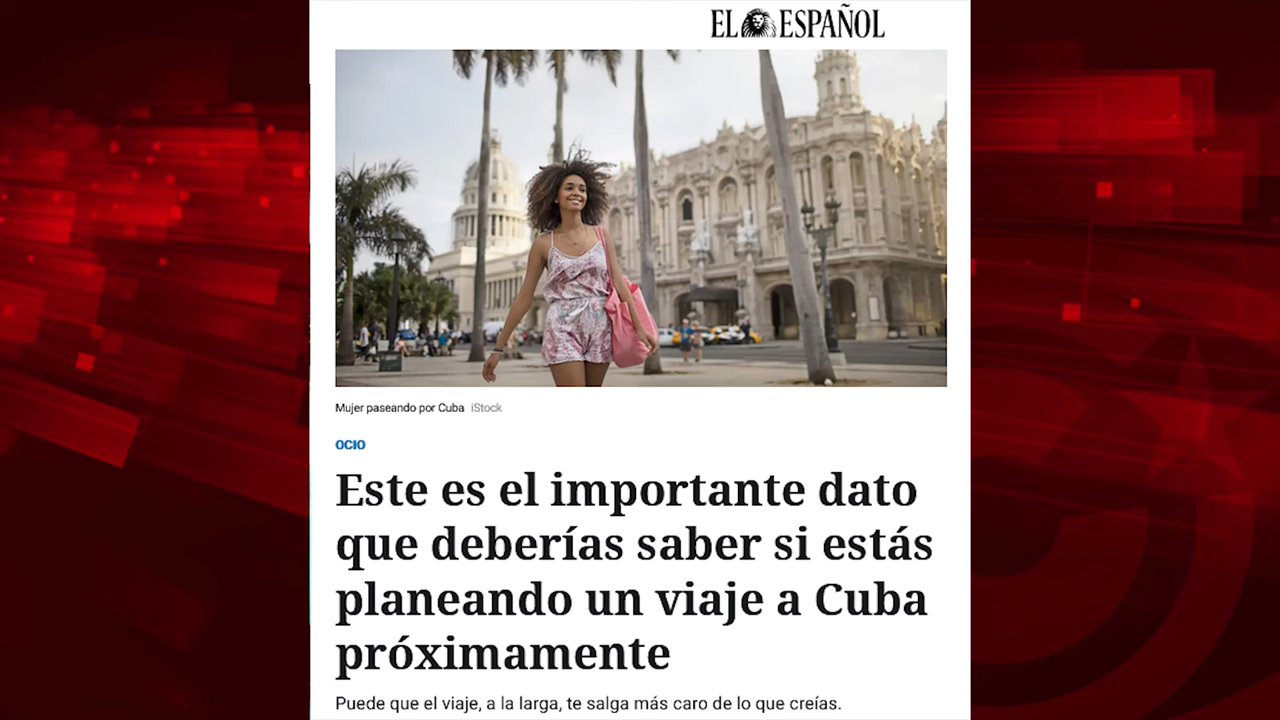 EL ESPAÑOL
Mujer paseando por Cuba iStock
OCIO
Este es el importante dato
que deberías saber si estás
planeando un viaje a Cuba
próximamente
Puede que el viaje, a la larga, te salga más caro de lo que creías.